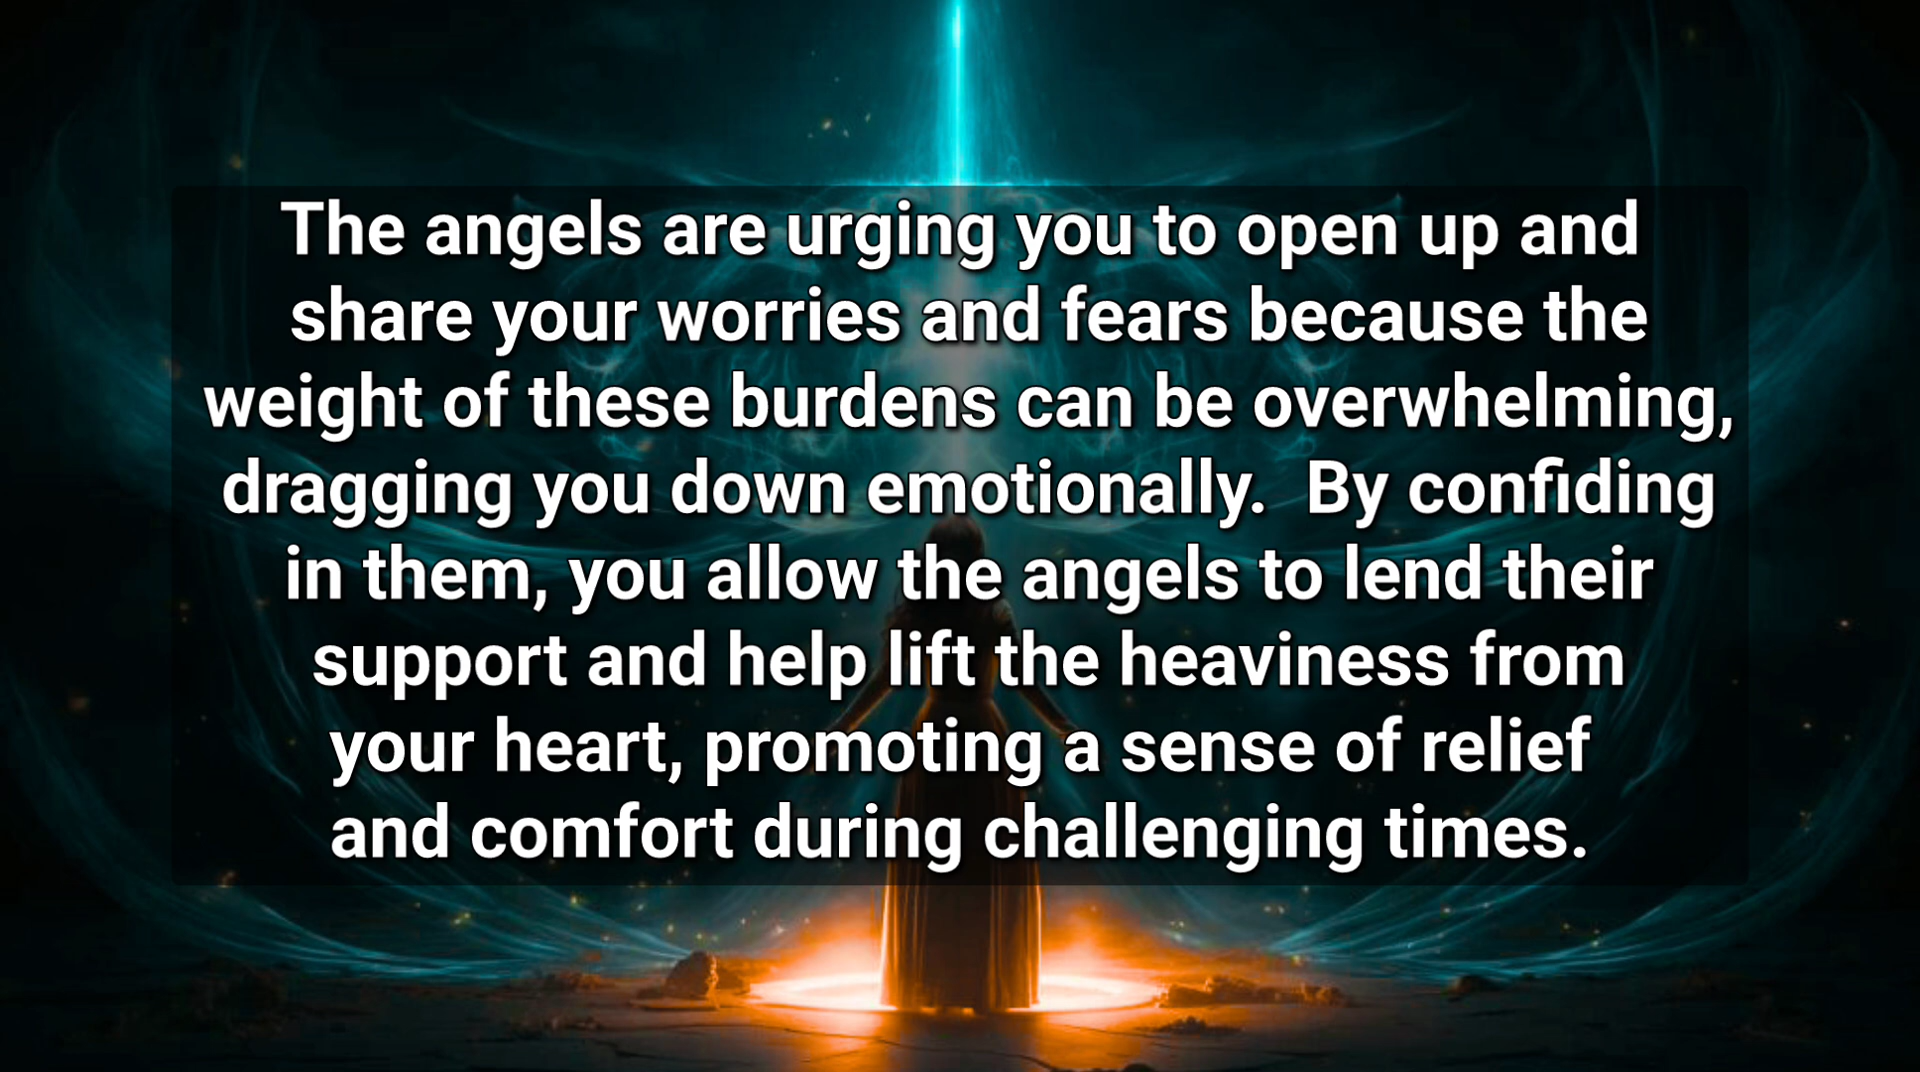 The angels are urging you to open up and
share your worries and fears because the
weight of these burdens can be overwhelming,
dragging you down emotionally.  By confiding
in them, you allow the angels to lend their
support and help lift the heaviness from
your heart, promoting a sense of relief
and comfort during challenging times.